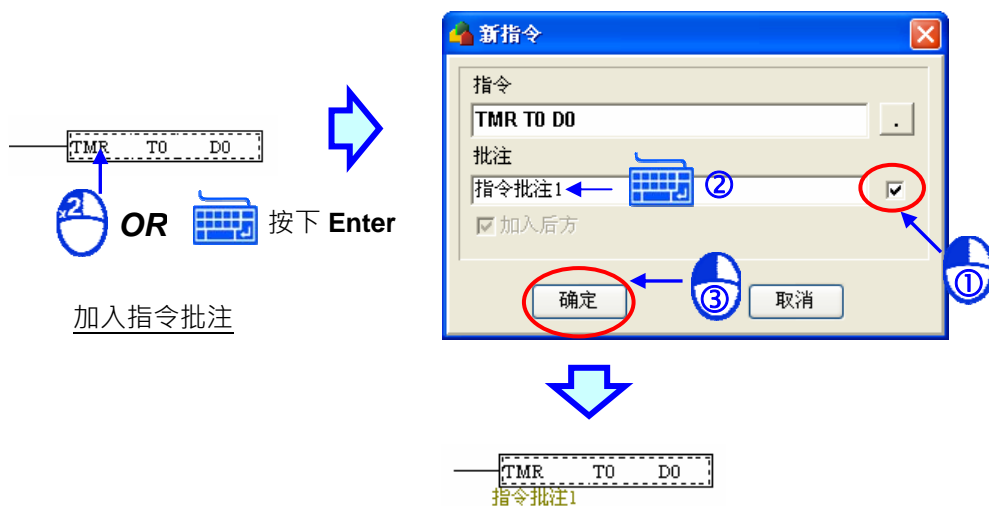 TMR T0 D0
x2
OR
按下 Enter
加入指令批注
新指令
指令
TMR T0 D0
.
批注
指令批注1
②
加入后方
①
确定
③
取消
TMR T0 D0
指令批注1